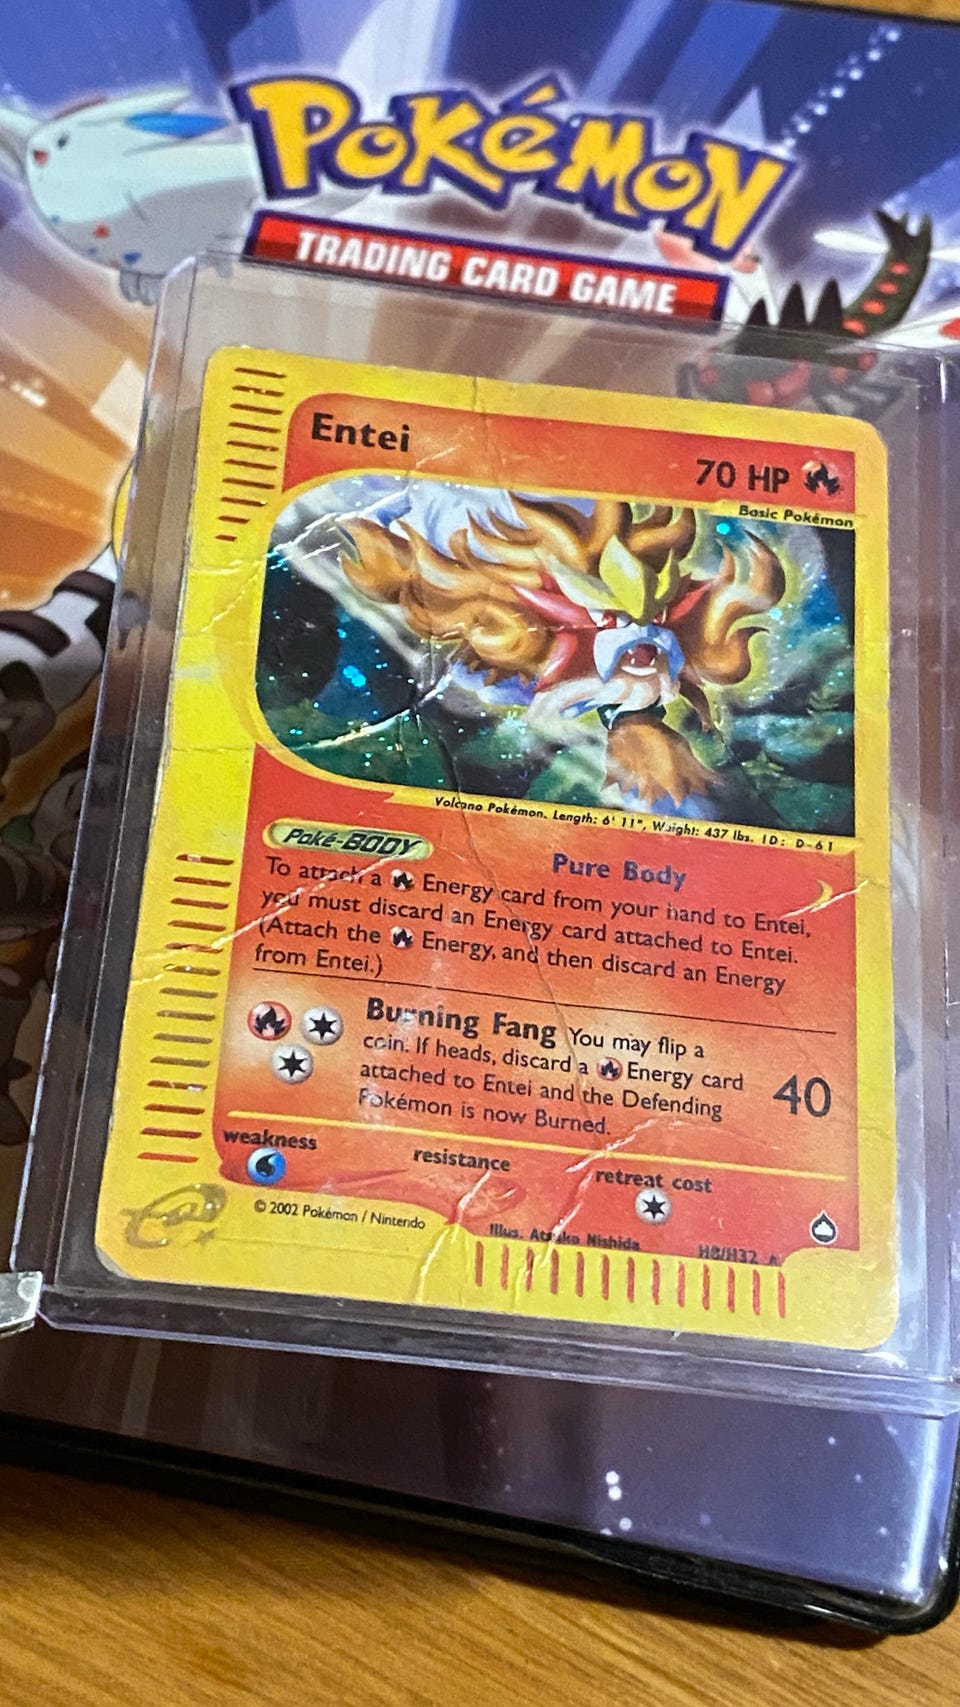 POKéMON
TRADING CARD GAME
Entei
70 HP
Basic Pokémon
Volcano Pokémon. Length: 6' 11", Weight: 437 lbs. ID: D-61
Poké-BODY
Pure Body
To attach a Energy card from your hand to Entei,
you must discard an Energy card attached to Entei.
(Attach the Energy, and then discard an Energy
from Entei.)
Burning Fang You may flip a
coin. If heads, discard a Energy card
attached to Entei and the Defending
Pokémon is now Burned.
40
weakness
resistance
retreat cost
© 2002 Pokémon / Nintendo
Illus. Atsuko Nishida
H8/H32